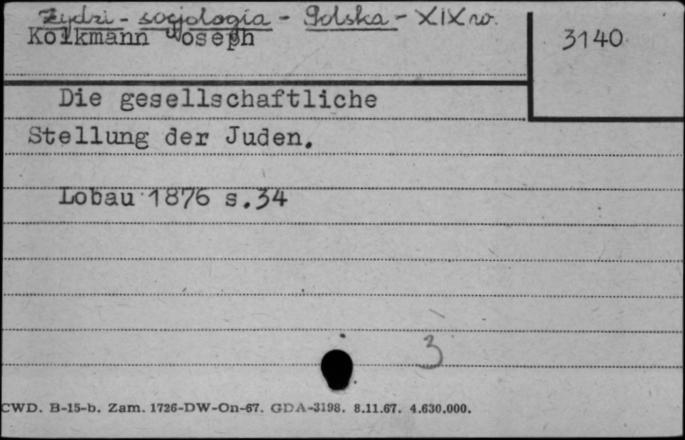 Żydzi - socjologia - Polska - XIX w.
Kolkmann Joseph
3140
Die gesellschaftliche
Stellung der Juden.
Lobau 1876 s.34
3
CWD. B-15-b. Zam. 1726-DW-On-67. GDA-3198. 8.11.67. 4.630.000.